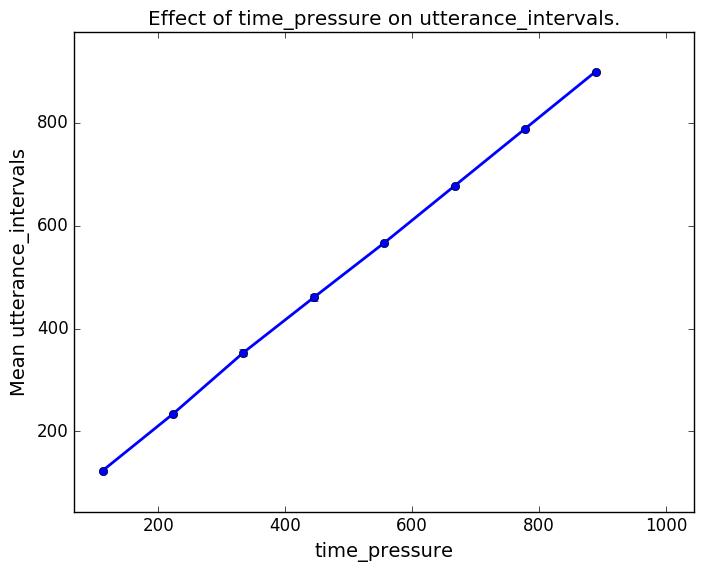 Effect of time_pressure on utterance_intervals.
Mean utterance_intervals
800
600
400
200
200 400 600 800 1000
time_pressure